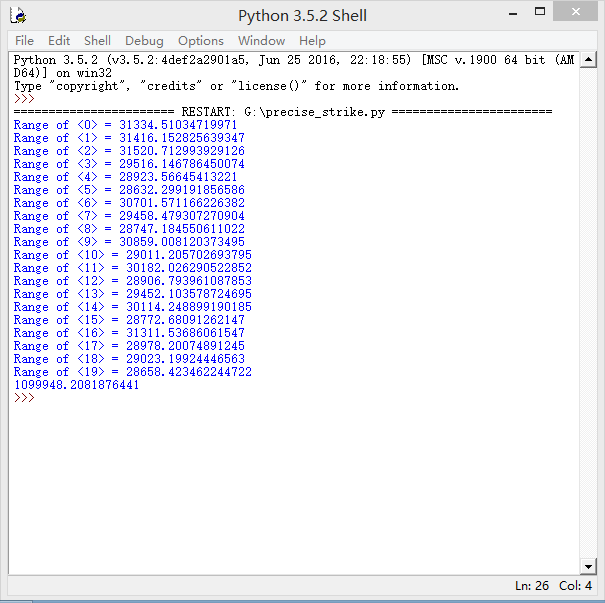 Python 3.5.2 Shell
File Edit Shell Debug Options Window Help
Python 3.5.2 (v3.5.2:4def2a2901a5, Jun 25 2016, 22:18:55) [MSC v.1900 64 bit (AM
D64)] on win32
Type "copyright", "credits" or "license()" for more information.
>>>
======================= RESTART: G:\precise_strike.py =======================
Range of <0> = 31334.51034719971
Range of <1> = 31416.152825639347
Range of <2> = 31520.712993929126
Range of <3> = 29516.146786450074
Range of <4> = 28923.56645413221
Range of <5> = 28632.299191856586
Range of <6> = 30701.571166226382
Range of <7> = 29458.479307270904
Range of <8> = 28747.184550611022
Range of <9> = 30859.008120373495
Range of <10> = 29011.205702693795
Range of <11> = 30182.026290522852
Range of <12> = 28906.793961087853
Range of <13> = 29452.103578724695
Range of <14> = 30114.248899190185
Range of <15> = 28772.68091262147
Range of <16> = 31311.53686061547
Range of <17> = 28978.20074891245
Range of <18> = 29023.19924446563
Range of <19> = 28658.423462244722
1099948.2081876441
>>>
Ln: 26 Col: 4